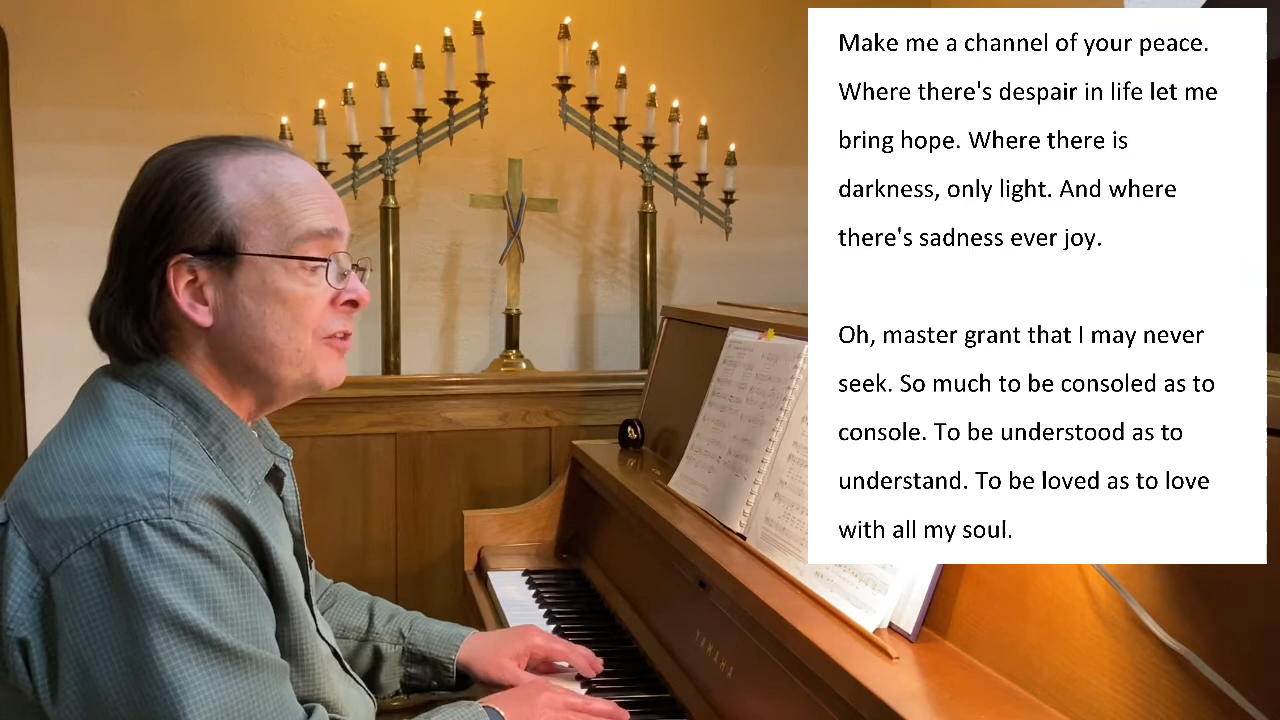 Make me a channel of your peace.
Where there's despair in life let me
bring hope. Where there is
darkness, only light. And where
there's sadness ever joy.
Oh, master grant that I may never
seek. So much to be consoled as to
console. To be understood as to
understand. To be loved as to love
with all my soul.
YAMAHA